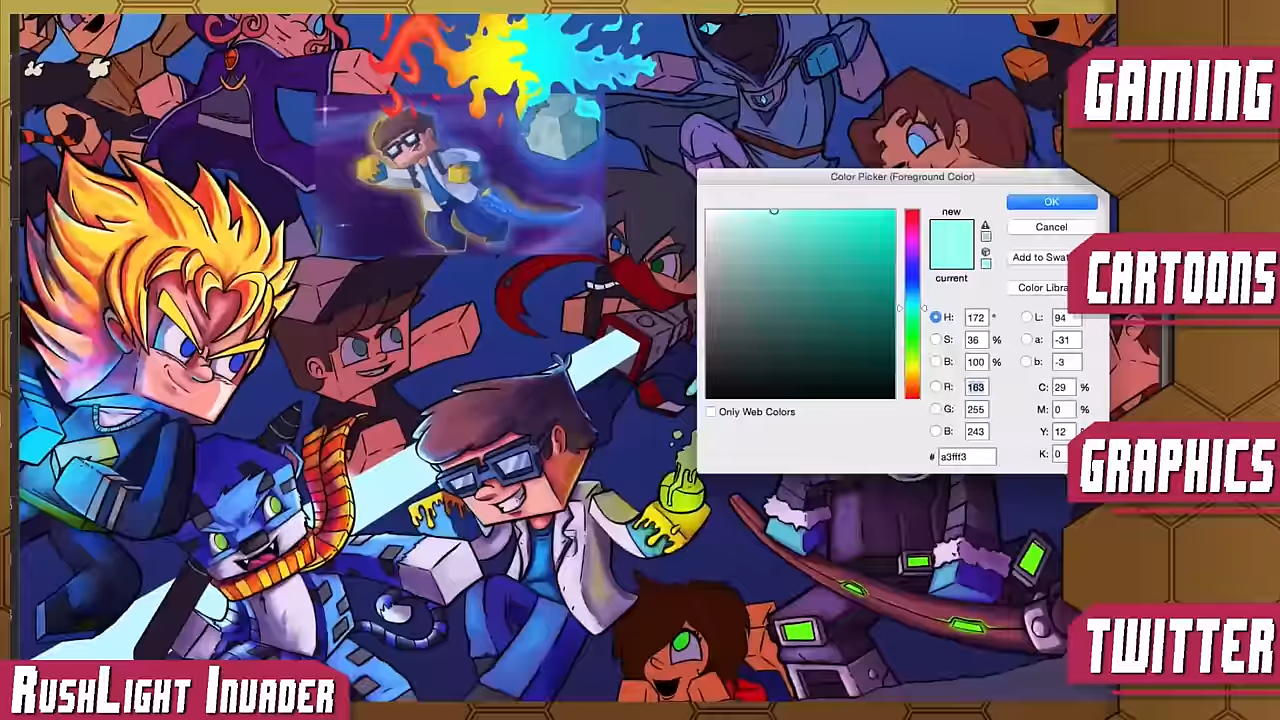 GAMING
Color Picker (Foreground Color)
new
OK
Cancel
Add to Swat
current
Color Libra
CARTOONS
H: 172 °
L: 94
S: 36 %
a: -31
B: 100 %
b: -3
R: 163
C: 29 %
Only Web Colors
G: 255
M: 0 %
B: 243
Y: 12
# a3fff3
K: 0
GRAPHICS
TWITTER
RUSHLIGHT INVADER